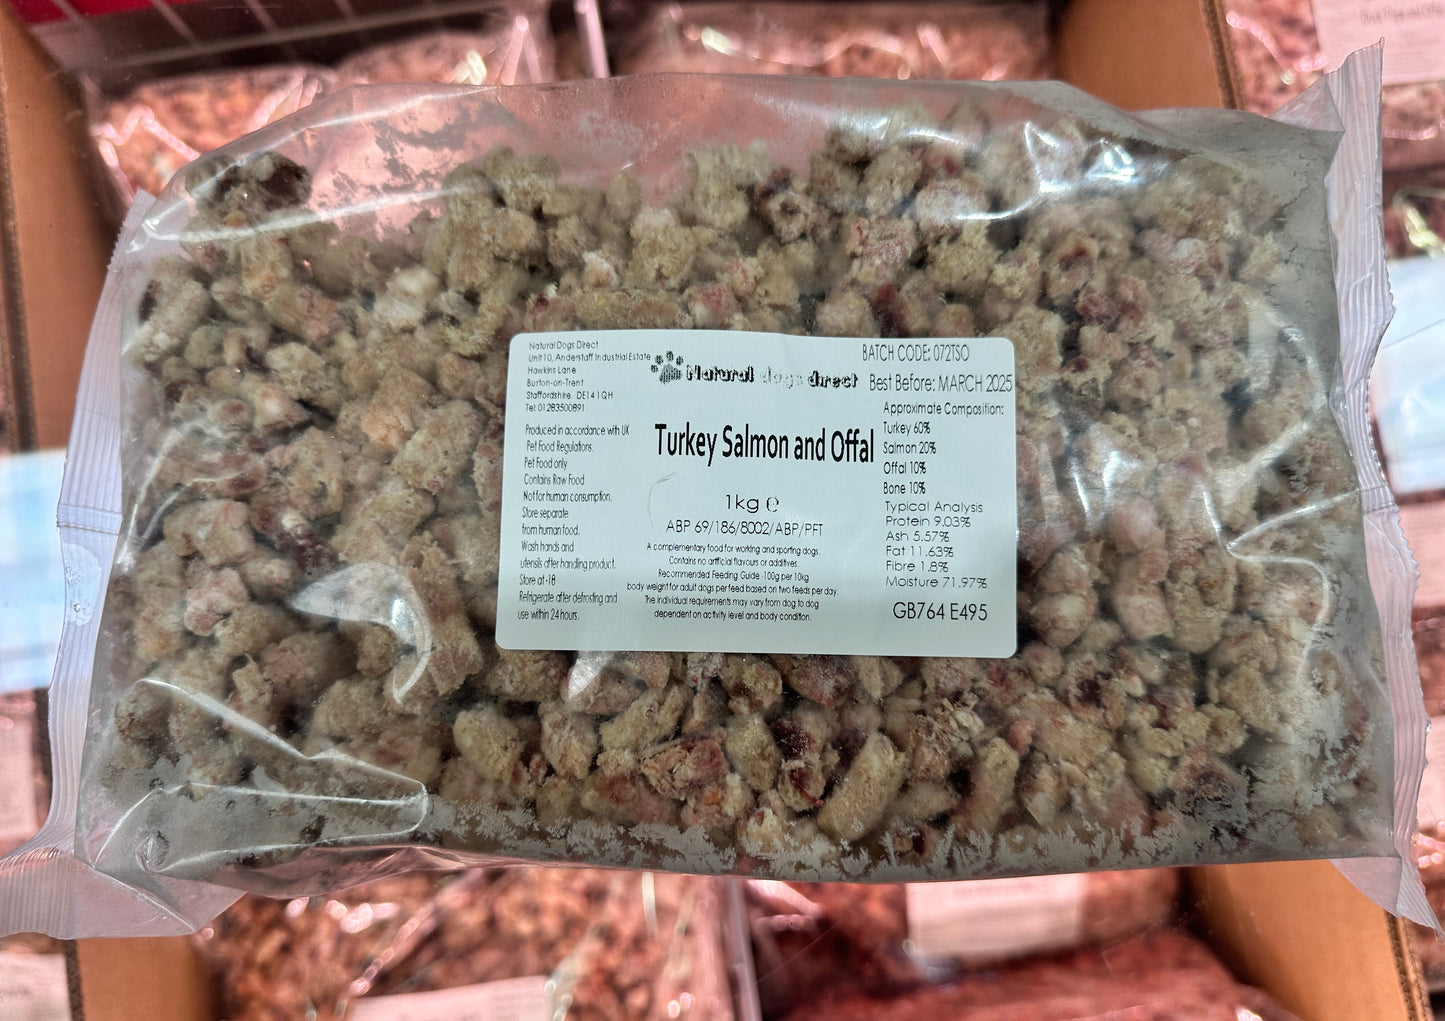 Natural Dogs Direct
Unit 10, Anderstaff Industrial Estate
Hawkins Lane
Burton-on-Trent
Staffordshire. DE14 1QH
Tel: 01283500891
Produced in accordance with UK
Pet Food Regulations.
Pet Food only
Contains Raw Food
Not for human consumption.
Store separate
from human food.
Wash hands and
utensils after handling product.
Store at -18
Refrigerate after defrosting and
use within 24 hours.
Natural dogs direct
Turkey Salmon and Offal
1kg ℮
ABP 69/186/8002/ABP/PFT
A complementary food for working and sporting dogs.
Contains no artificial flavours or additives.
Recommended Feeding Guide -100g per 10kg
body weight for adult dogs per feed based on two feeds per day.
The individual requirements may vary from dog to dog
dependent on activity level and body condition.
BATCH CODE: 072TSO
Best Before: MARCH 2025
Approximate Composition:
Turkey 60%
Salmon 20%
Offal 10%
Bone 10%
Typical Analysis
Protein 9.03%
Ash 5.57%
Fat 11.63%
Fibre 1.8%
Moisture 71.97%
GB764 E495